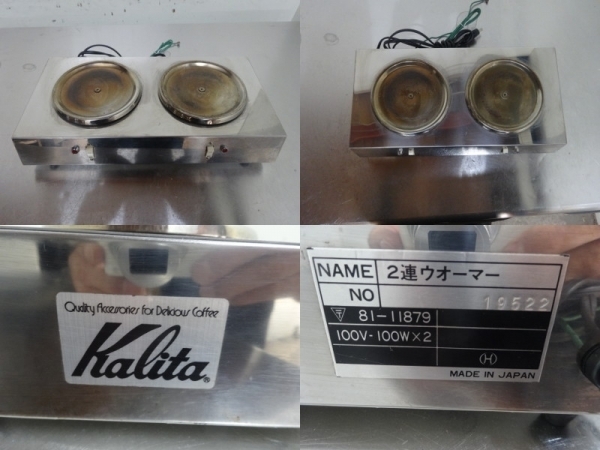 Quality Accessories for Delicious Coffee
Kalita®
NAME 2連ウオーマー
NO 19522
〒 81-11879
100V-100W×2
(H)
MADE IN JAPAN